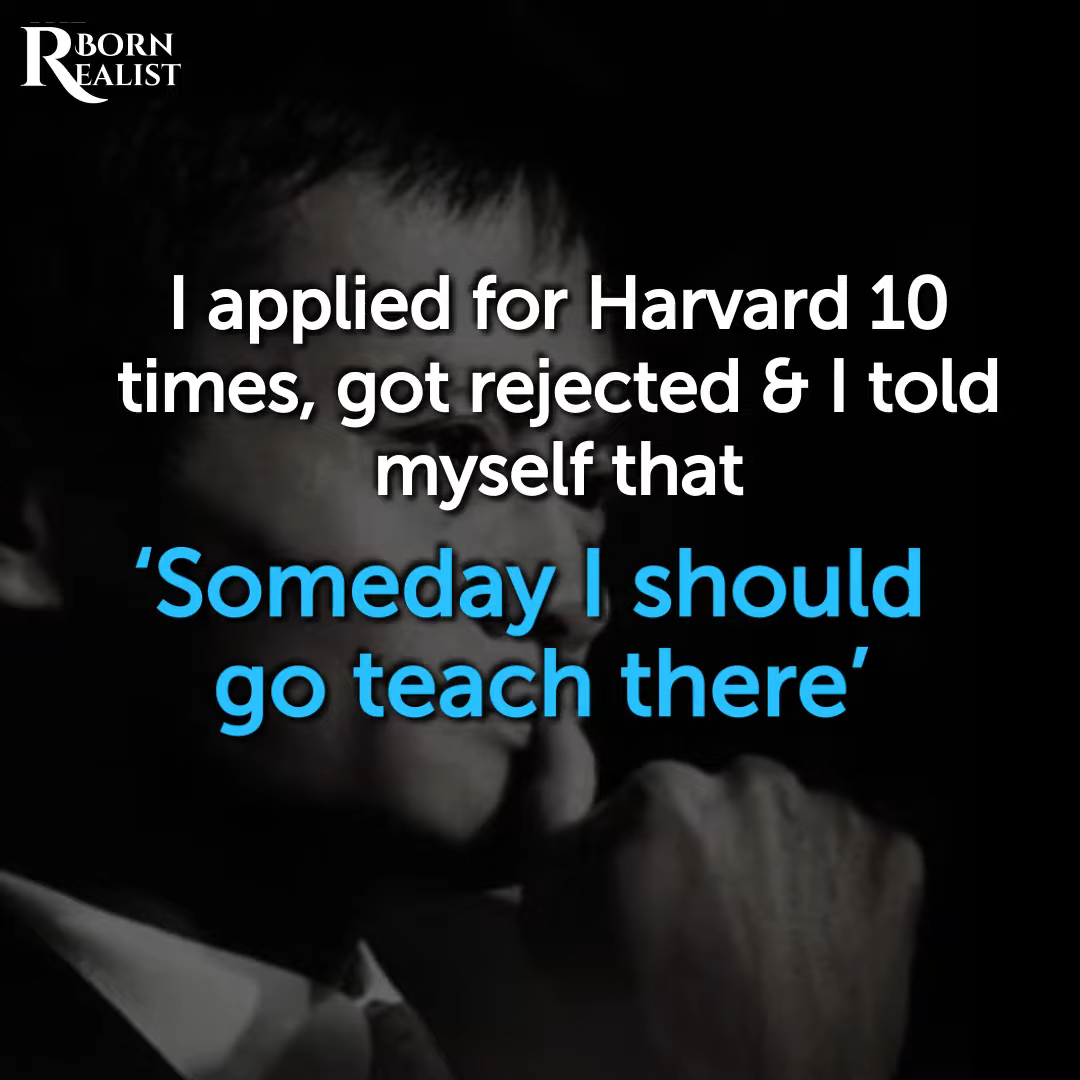 BORN
REALIST
I applied for Harvard 10
times, got rejected & I told
myself that
‘Someday I should
go teach there’